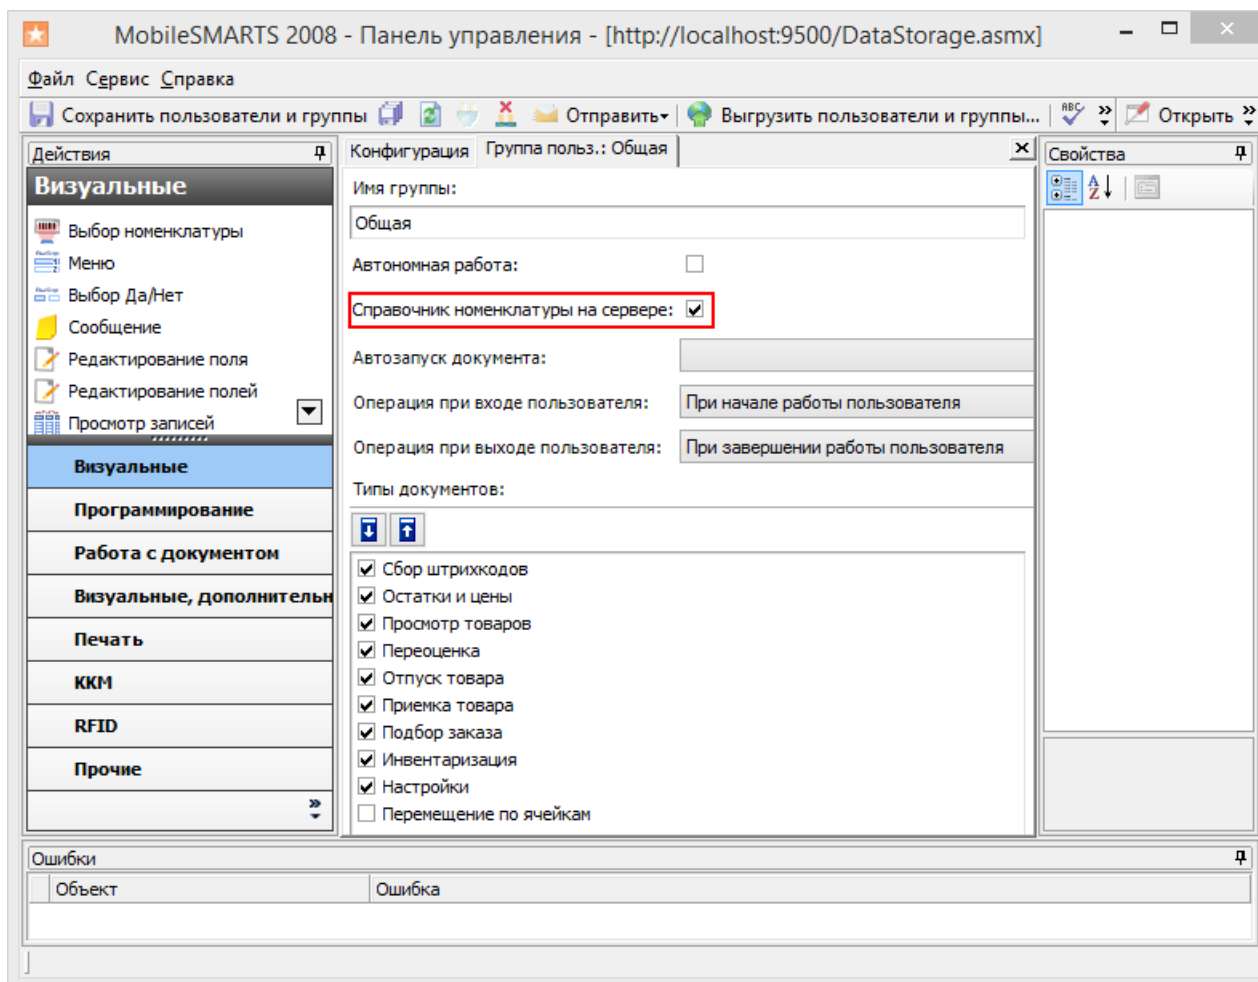 MobileSMARTS 2008 - Панель управления - [http://localhost:9500/DataStorage.asmx]
Файл Сервис Справка
Сохранить пользователи и группы Отправить Выгрузить пользователи и группы... ABC Открыть
Действия
Визуальные
Выбор номенклатуры
Меню
Выбор Да/Нет
Сообщение
Редактирование поля
Редактирование полей
Просмотр записей
Визуальные
Программирование
Работа с документом
Визуальные, дополнительн
Печать
ККМ
RFID
Прочие
Конфигурация Группа польз.: Общая
Имя группы:
Общая
Автономная работа:
Справочник номенклатуры на сервере:
Автозапуск документа:
Операция при входе пользователя: При начале работы пользователя
Операция при выходе пользователя: При завершении работы пользователя
Типы документов:
Сбор штрихкодов
Остатки и цены
Просмотр товаров
Переоценка
Отпуск товара
Приемка товара
Подбор заказа
Инвентаризация
Настройки
Перемещение по ячейкам
Свойства
Ошибки
Объект Ошибка